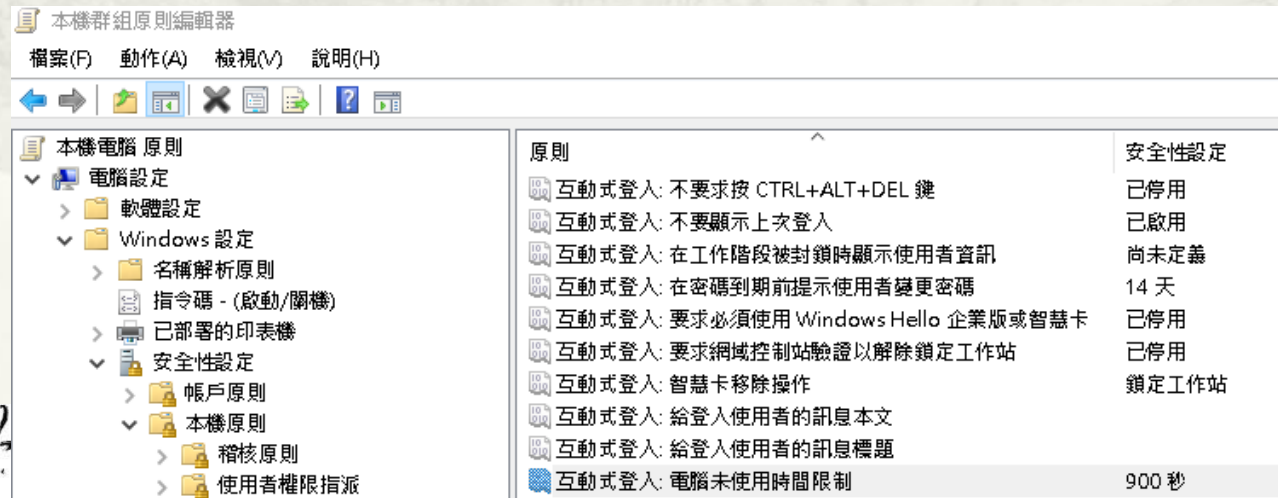 本機群組原則編輯器
檔案(F) 動作(A) 檢視(V) 說明(H)
本機電腦 原則
電腦設定
軟體設定
Windows 設定
名稱解析原則
指令碼 - (啟動/關機)
已部署的印表機
安全性設定
帳戶原則
本機原則
稽核原則
使用者權限指派
原則 安全性設定
互動式登入: 不要求按 CTRL+ALT+DEL 鍵 已停用
互動式登入: 不要顯示上次登入 已啟用
互動式登入: 在工作階段被封鎖時顯示使用者資訊 尚未定義
互動式登入: 在密碼到期前提示使用者變更密碼 14 天
互動式登入: 要求必須使用 Windows Hello 企業版或智慧卡 已停用
互動式登入: 要求網域控制站驗證以解除鎖定工作站 已停用
互動式登入: 智慧卡移除操作 鎖定工作站
互動式登入: 給登入使用者的訊息本文
互動式登入: 給登入使用者的訊息標題
互動式登入: 電腦未使用時間限制 900 秒